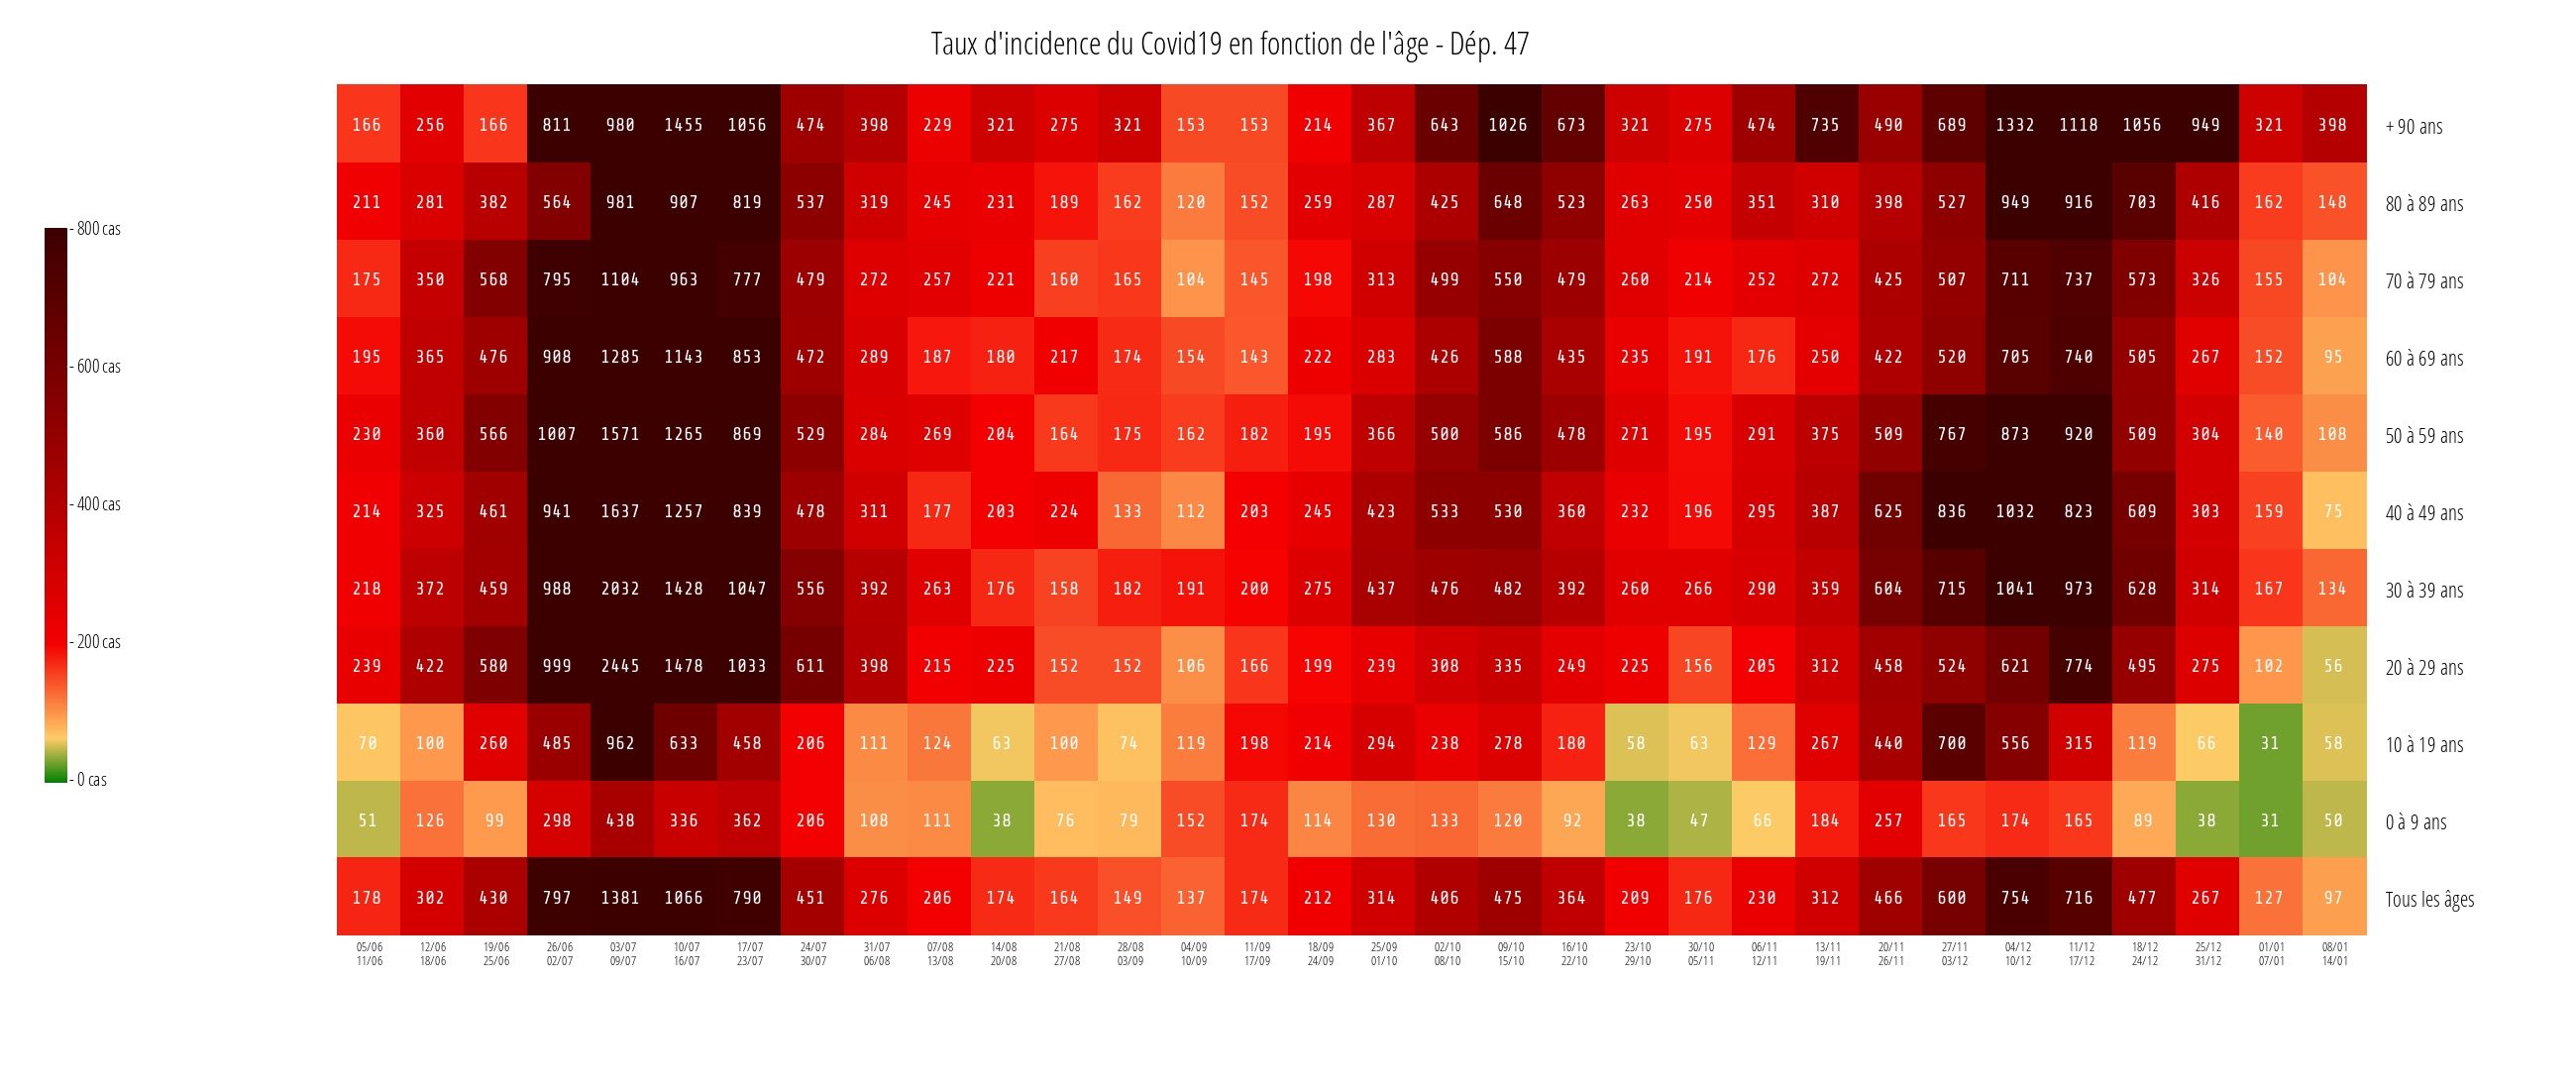 Taux d'incidence du Covid19 en fonction de l'âge - Dép. 47
166 256 166 811 980 1455 1056 474 398 229 321 275 321 153 153 214 367 643 1026 673 321 275 474 735 490 689 1332 1118 1056 949 321 398 + 90 ans
211 281 382 564 981 907 819 537 319 245 231 189 162 120 152 259 287 425 648 523 263 250 351 310 398 527 949 916 703 416 162 148 80 à 89 ans
- 800 cas
175 350 568 795 1104 963 777 479 272 257 221 160 165 104 145 198 313 499 550 479 260 214 252 272 425 507 711 737 573 326 155 104 70 à 79 ans
195 365 476 908 1285 1143 853 472 289 187 180 217 174 154 143 222 283 426 588 435 235 191 176 250 422 520 705 740 505 267 152 95 60 à 69 ans
- 600 cas
230 360 566 1007 1571 1265 869 529 284 269 204 164 175 162 182 195 366 500 586 478 271 195 291 375 509 767 873 920 509 304 140 108 50 à 59 ans
- 400 cas
214 325 461 941 1637 1257 839 478 311 177 203 224 133 112 203 245 423 533 530 360 232 196 295 387 625 836 1032 823 609 303 159 75 40 à 49 ans
218 372 459 988 2032 1428 1047 556 392 263 176 158 182 191 200 275 437 476 482 392 260 266 290 359 604 715 1041 973 628 314 167 134 30 à 39 ans
- 200 cas
239 422 580 999 2445 1478 1033 611 398 215 225 152 152 106 166 199 239 308 335 249 225 156 205 312 458 524 621 774 495 275 102 56 20 à 29 ans
70 100 260 485 962 633 458 206 111 124 63 100 74 119 198 214 294 238 278 180 58 63 129 267 440 700 556 315 119 66 31 58 10 à 19 ans
- 0 cas
51 126 99 298 438 336 362 206 108 111 38 76 79 152 174 114 130 133 120 92 38 47 66 184 257 165 174 165 89 38 31 50 0 à 9 ans
178 302 430 797 1381 1066 790 451 276 206 174 164 149 137 174 212 314 406 475 364 209 176 230 312 466 600 754 716 477 267 127 97 Tous les âges
05/06 12/06 19/06 26/06 03/07 10/07 17/07 24/07 31/07 07/08 14/08 21/08 28/08 04/09 11/09 18/09 25/09 02/10 09/10 16/10 23/10 30/10 06/11 13/11 20/11 27/11 04/12 11/12 18/12 25/12 01/01 08/01
11/06 18/06 25/06 02/07 09/07 16/07 23/07 30/07 06/08 13/08 20/08 27/08 03/09 10/09 17/09 24/09 01/10 08/10 15/10 22/10 29/10 05/11 12/11 19/11 26/11 03/12 10/12 17/12 24/12 31/12 07/01 14/01